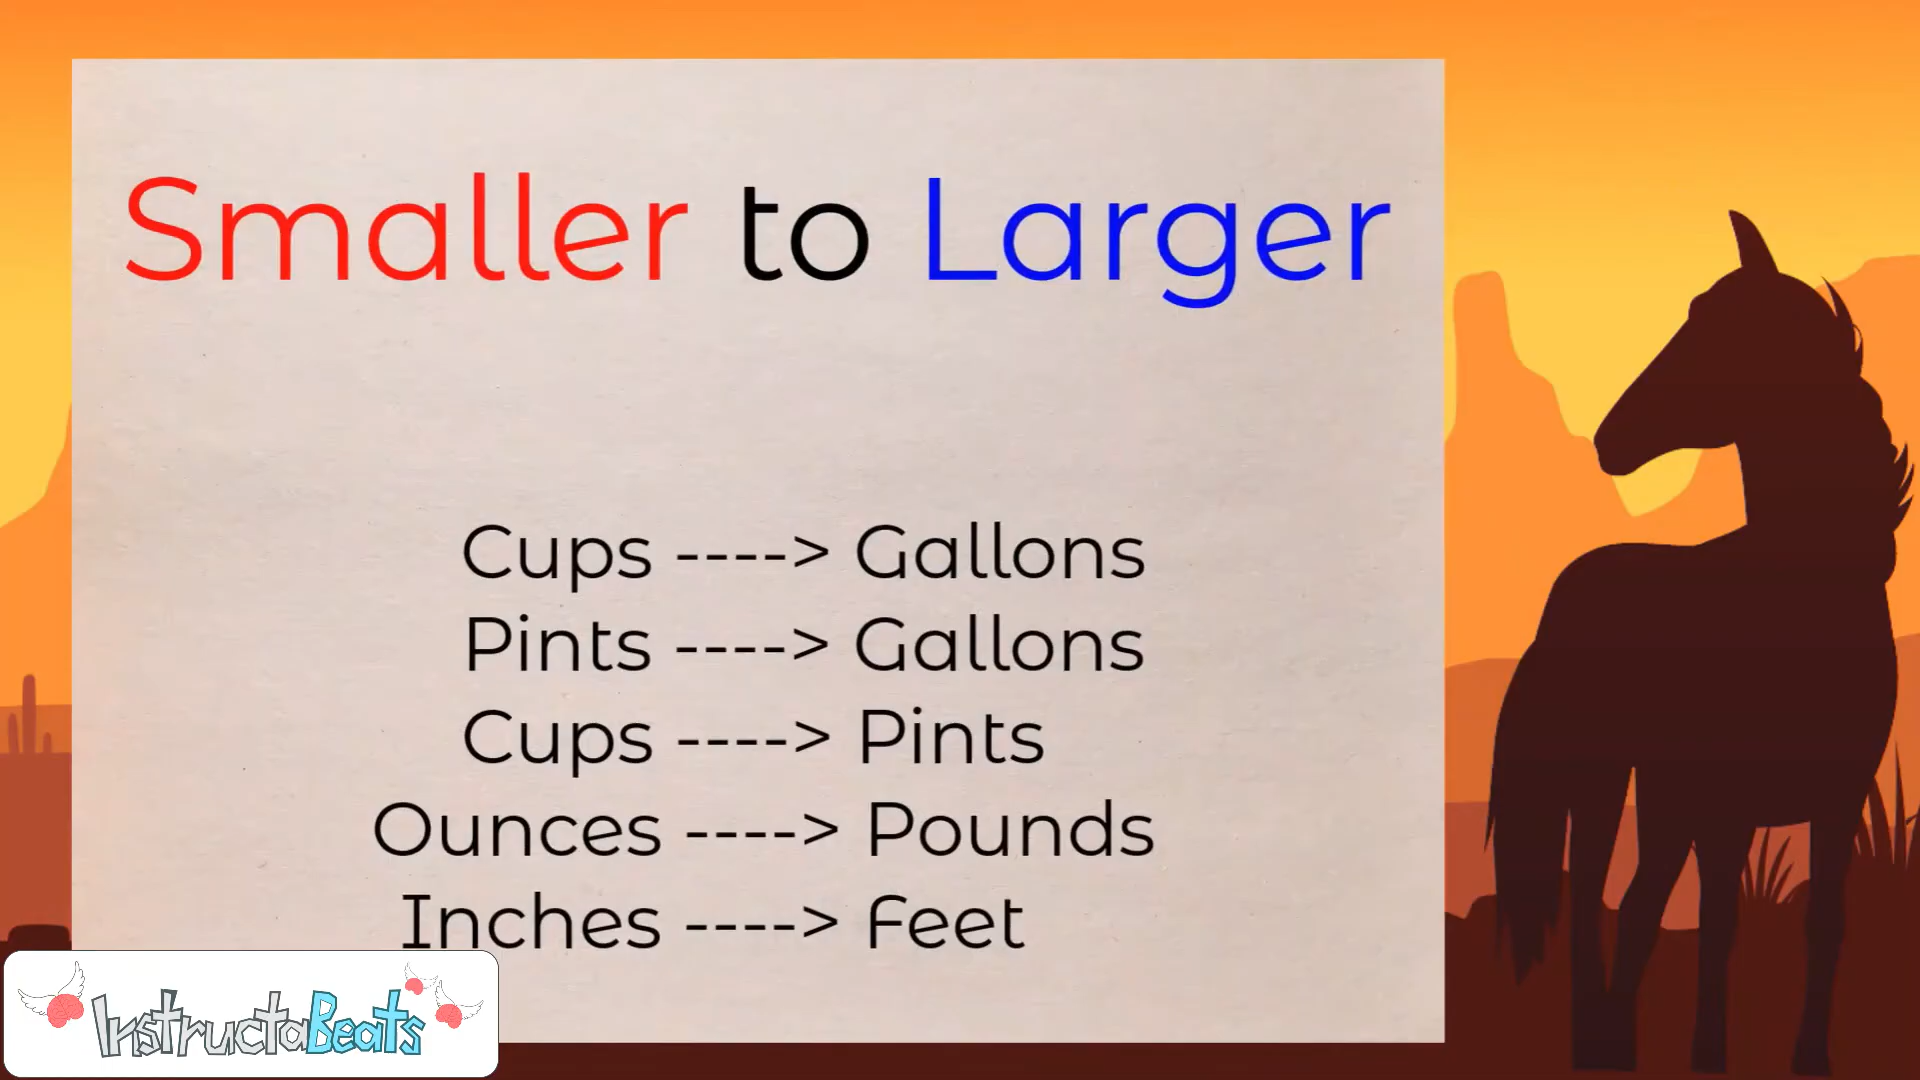 Smaller to Larger
Cups ----> Gallons
Pints ----> Gallons
Cups ----> Pints
Ounces ----> Pounds
Inches ----> Feet
InstructaBeats